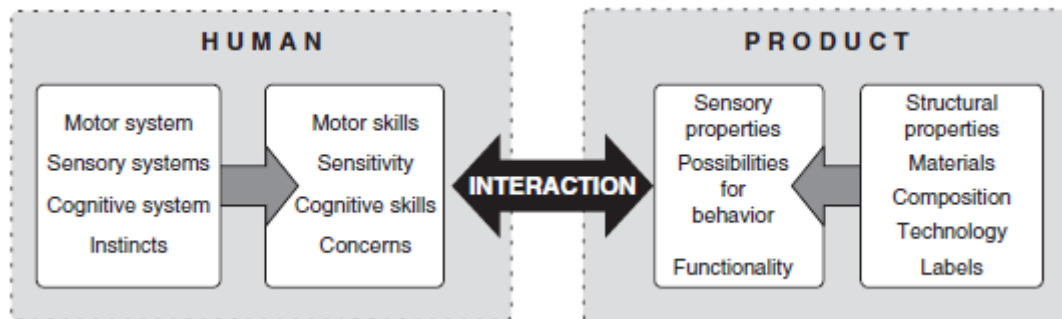 HUMAN
Motor system
Sensory systems
Cognitive system
Instincts
Motor skills
Sensitivity
Cognitive skills
Concerns
INTERACTION
PRODUCT
Sensory
properties
Possibilities
for
behavior
Functionality
Structural
properties
Materials
Composition
Technology
Labels